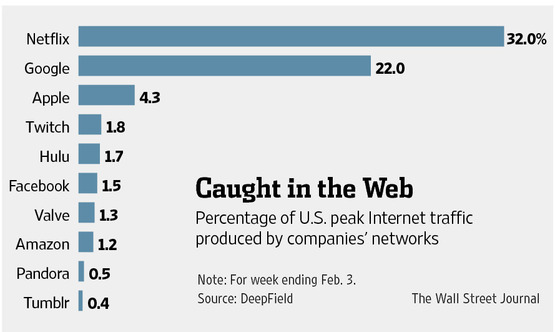 Netflix 32.0%
Google 22.0
Apple 4.3
Twitch 1.8
Hulu 1.7
Facebook 1.5
Valve 1.3
Amazon 1.2
Pandora 0.5
Tumblr 0.4
Caught in the Web
Percentage of U.S. peak Internet traffic
produced by companies’ networks
Note: For week ending Feb. 3.
Source: DeepField
The Wall Street Journal